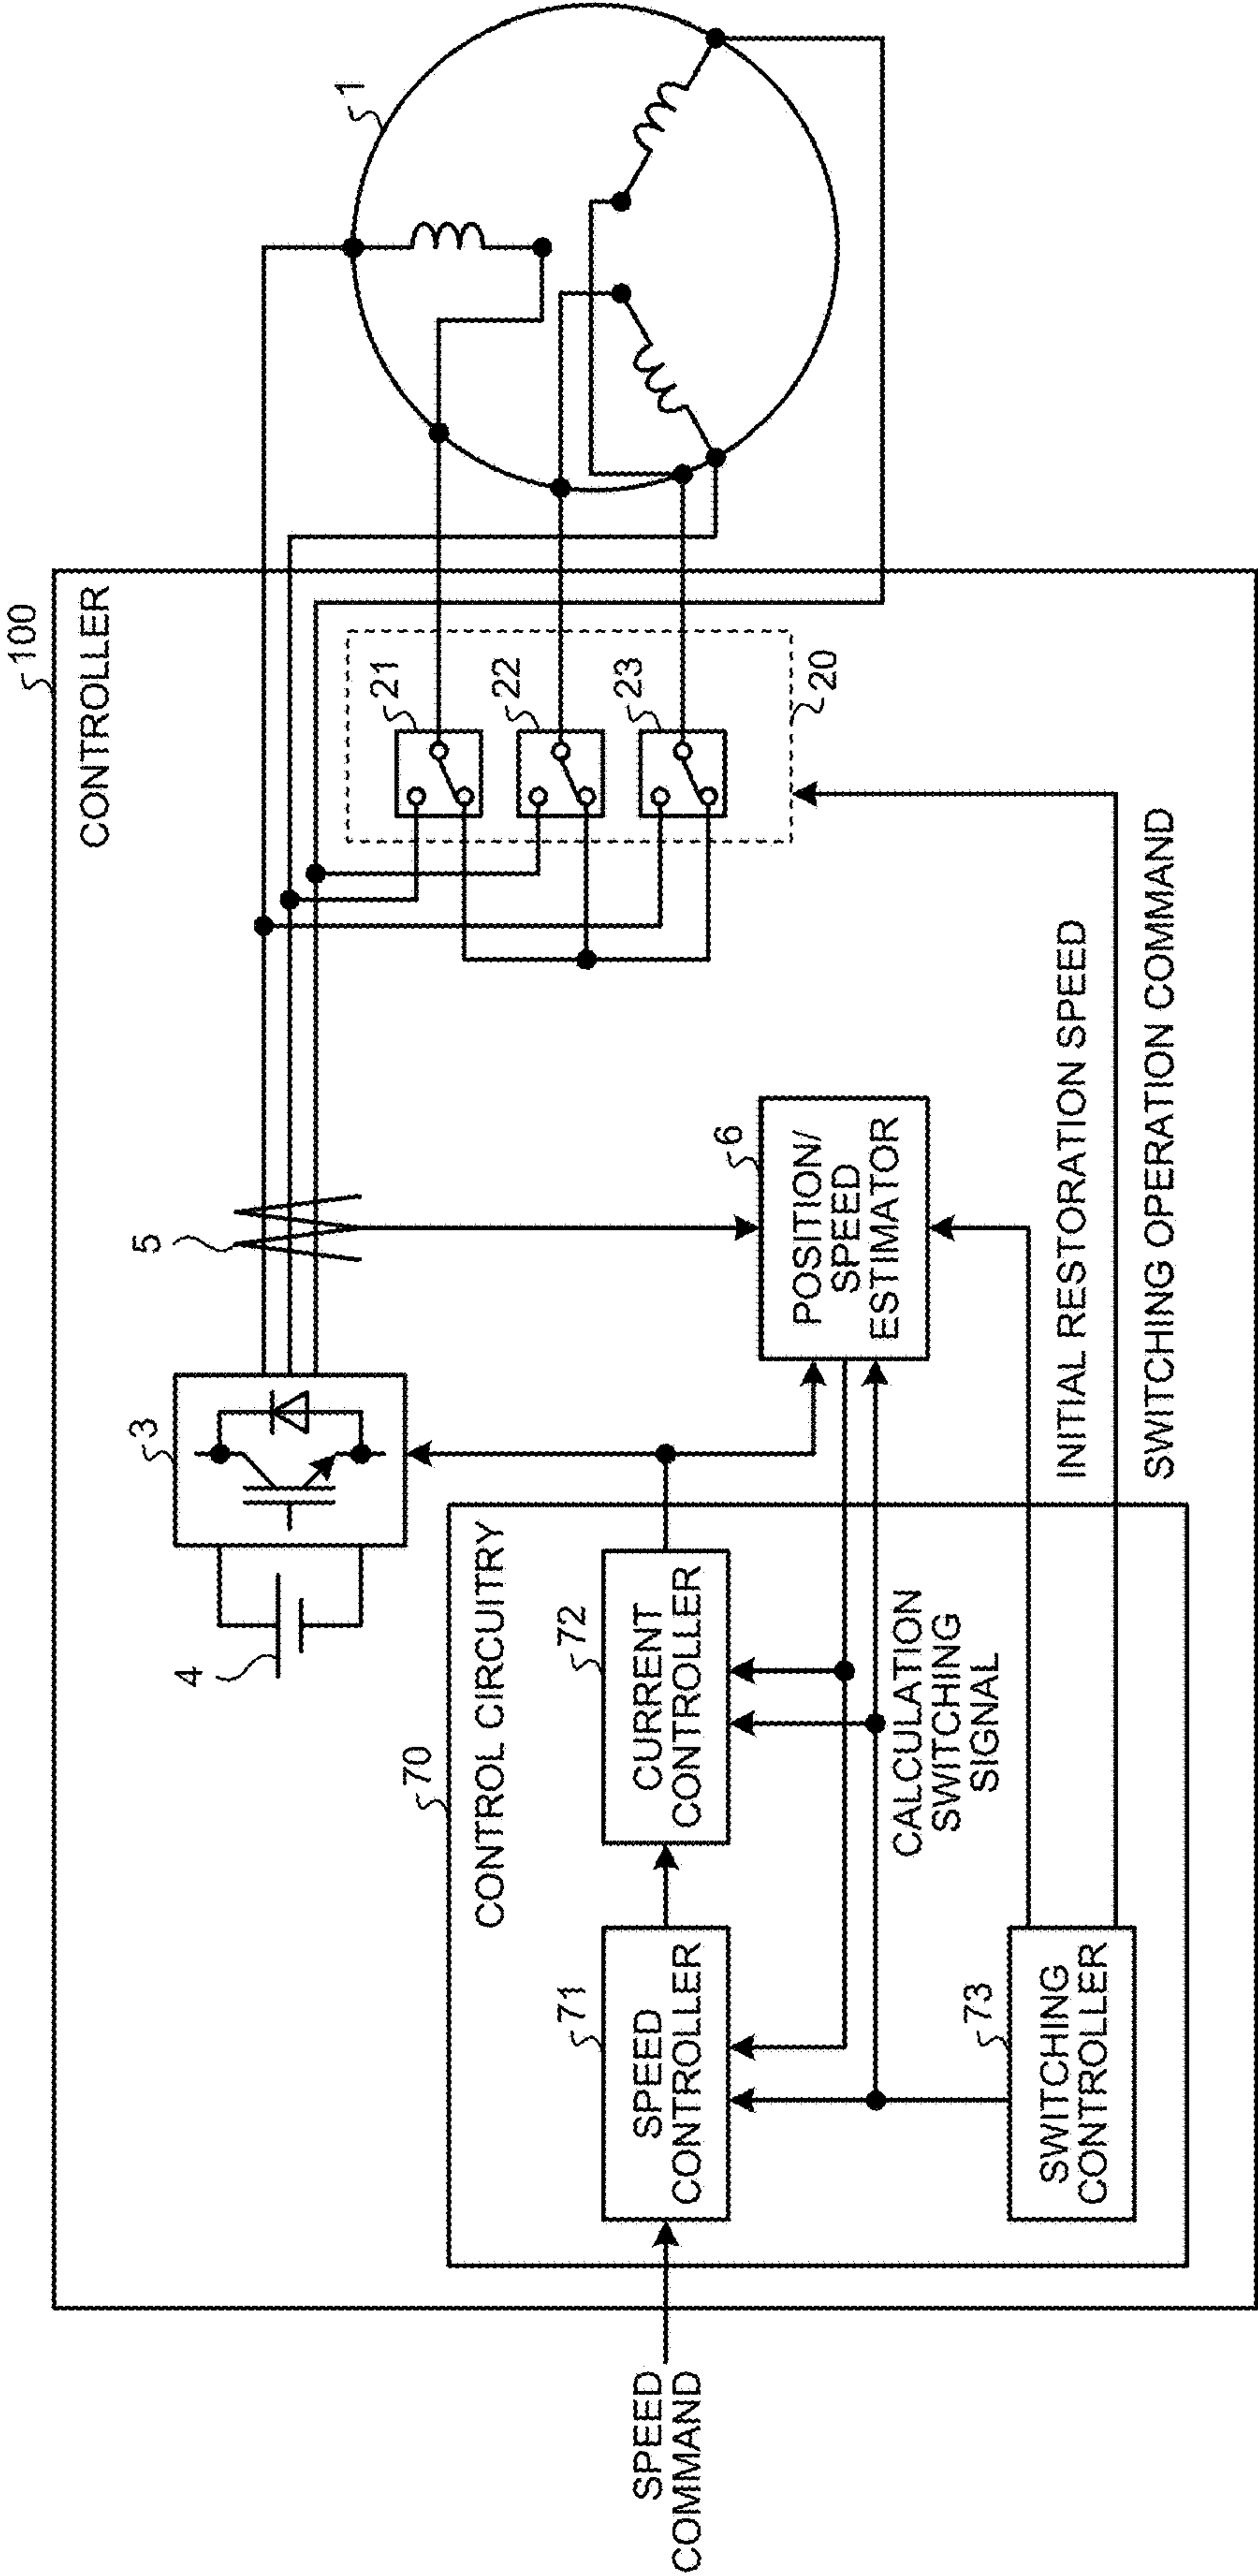 100
CONTROLLER
1
3
4
5
21
22
23
20
6
POSITION/
SPEED
ESTIMATOR
70
CONTROL CIRCUITRY
72
CURRENT
CONTROLLER
71
SPEED
CONTROLLER
CALCULATION
SWITCHING
SIGNAL
73
SWITCHING
CONTROLLER
INITIAL RESTORATION SPEED
SWITCHING OPERATION COMMAND
SPEED
COMMAND